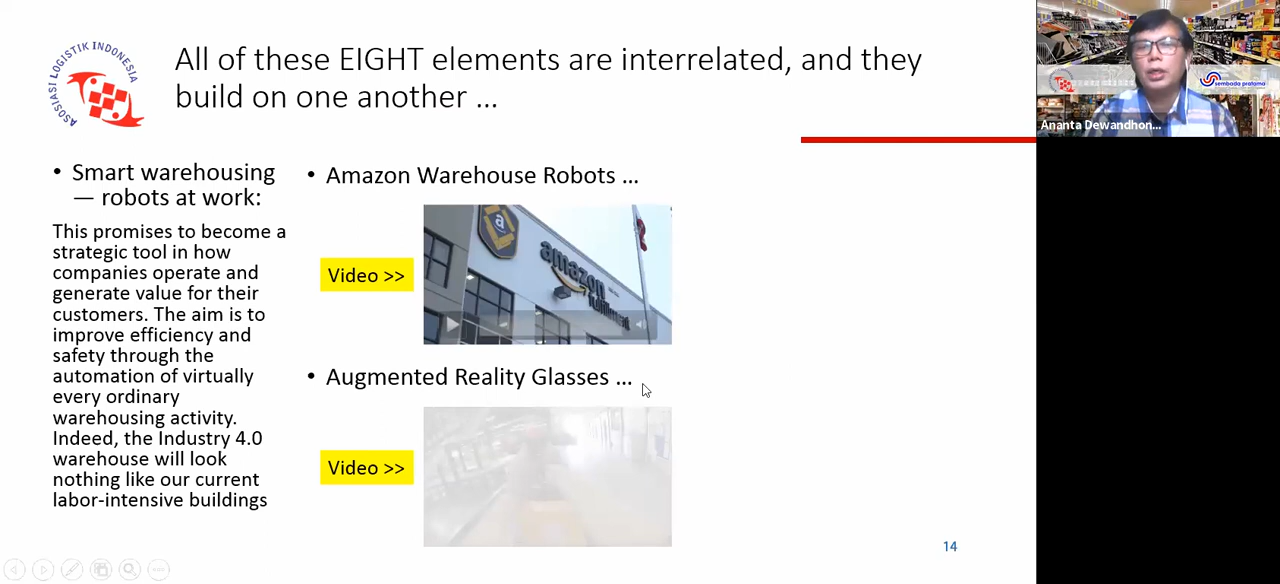 ASOSIASI LOGISTIK INDONESIA
All of these EIGHT elements are interrelated, and they
build on one another …
• Smart warehousing
— robots at work:
This promises to become a
strategic tool in how
companies operate and
generate value for their
customers. The aim is to
improve efficiency and
safety through the
automation of virtually
every ordinary
warehousing activity.
Indeed, the Industry 4.0
warehouse will look
nothing like our current
labor-intensive buildings
• Amazon Warehouse Robots …
Video >>
a
amazon
fulfillment
• Augmented Reality Glasses …
Video >>
14
sembada pratama
Ananta Dewandhon...